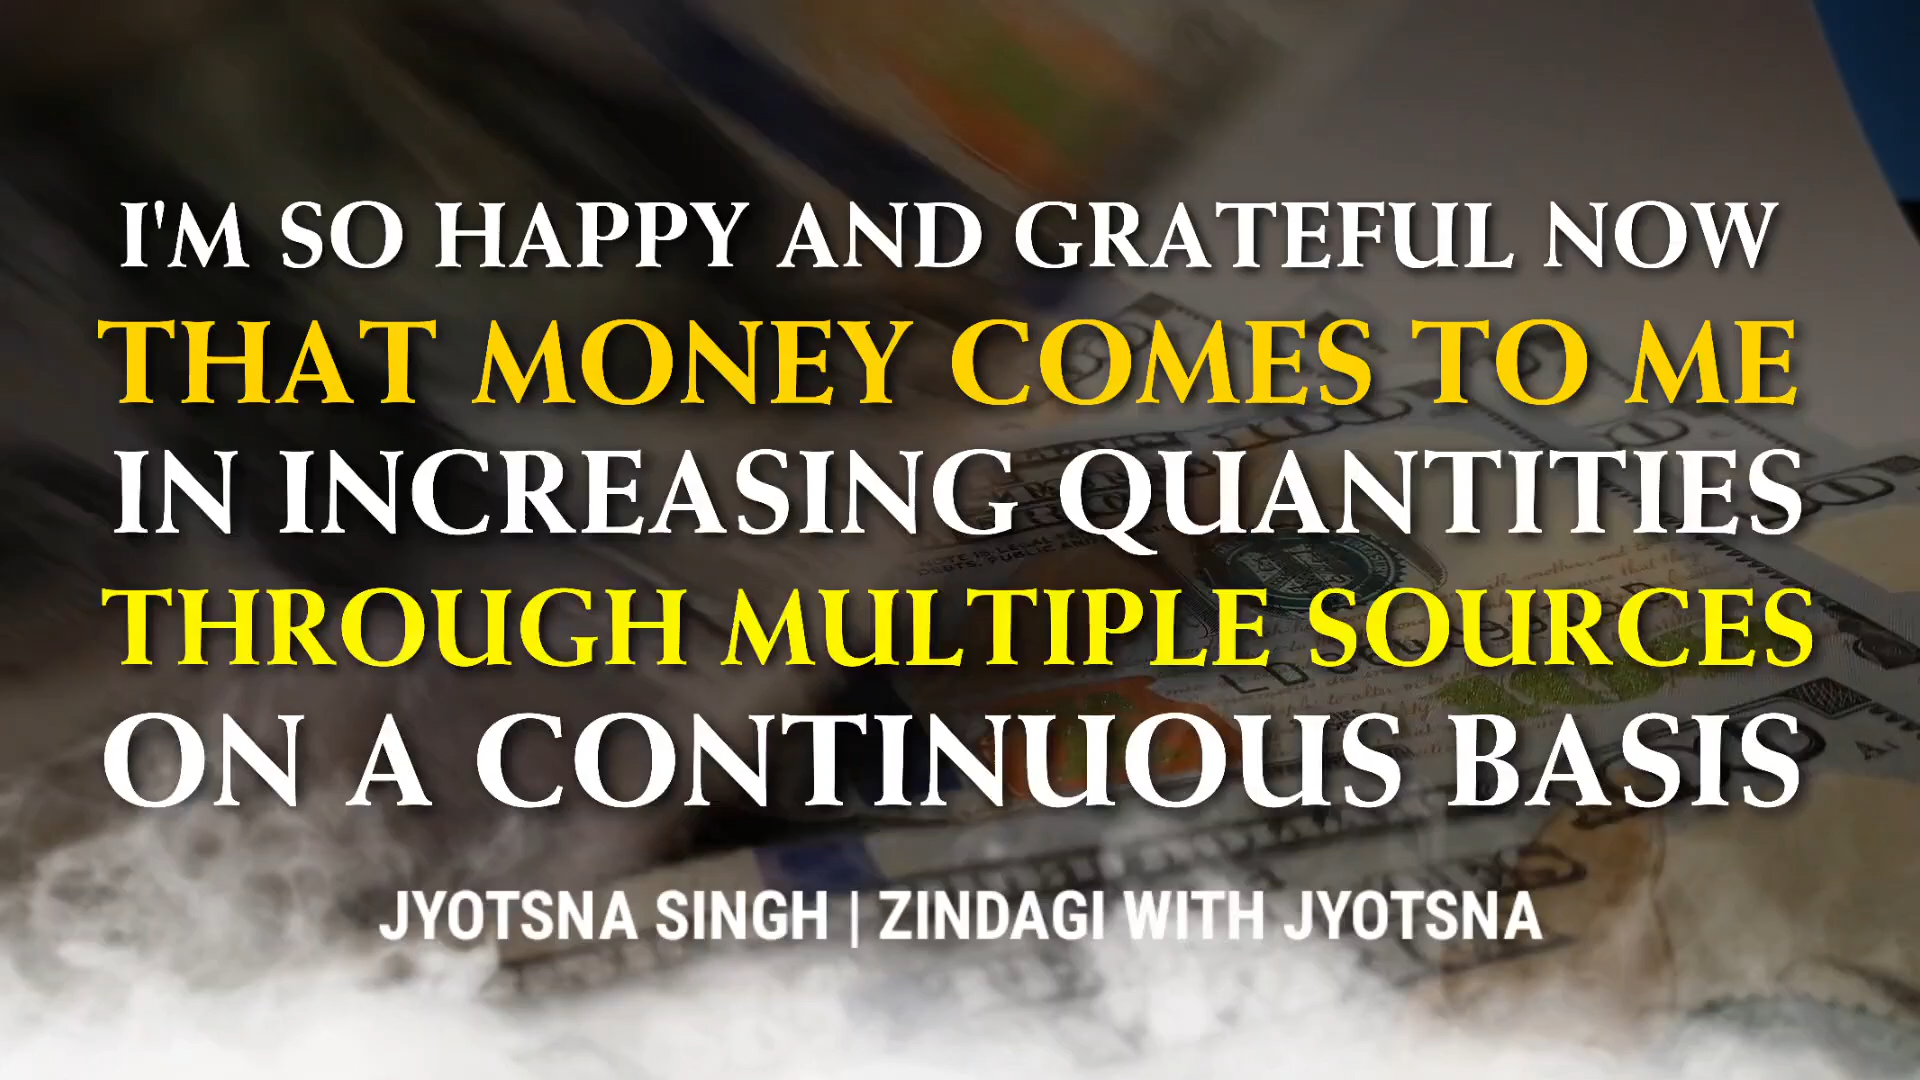 I'M SO HAPPY AND GRATEFUL NOW
THAT MONEY COMES TO ME
IN INCREASING QUANTITIES
THROUGH MULTIPLE SOURCES
ON A CONTINUOUS BASIS
JYOTSNA SINGH | ZINDAGI WITH JYOTSNA